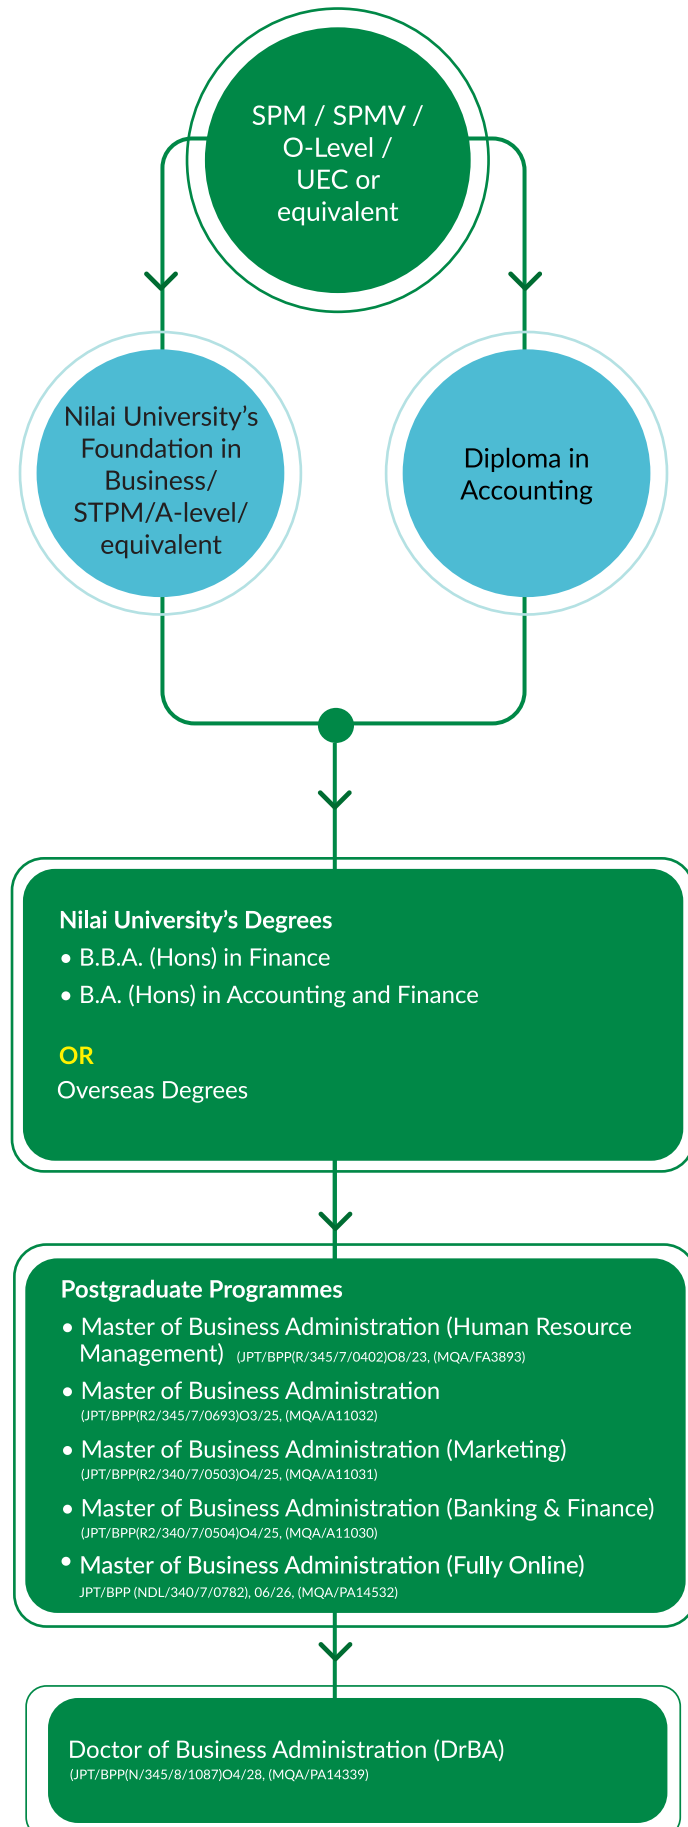 SPM / SPMV /
O-Level /
UEC or
equivalent
Nilai University's
Foundation in
Business/
STPM/A-level/
equivalent
Diploma in
Accounting
Nilai University's Degrees
• B.B.A. (Hons) in Finance
• B.A. (Hons) in Accounting and Finance
OR
Overseas Degrees
Postgraduate Programmes
• Master of Business Administration (Human Resource
Management) (JPT/BPP(R/345/7/0402)O8/23, (MQA/FA3893)
• Master of Business Administration
(JPT/BPP(R2/345/7/0693)O3/25, (MQA/A11032)
• Master of Business Administration (Marketing)
(JPT/BPP(R2/340/7/0503)O4/25, (MQA/A11031)
• Master of Business Administration (Banking & Finance)
(JPT/BPP(R2/340/7/0504)O4/25, (MQA/A11030)
• Master of Business Administration (Fully Online)
JPT/BPP (NDL/340/7/0782), 06/26, (MQA/PA14532)
Doctor of Business Administration (DrBA)
(JPT/BPP(N/345/8/1087)O4/28, (MQA/PA14339)